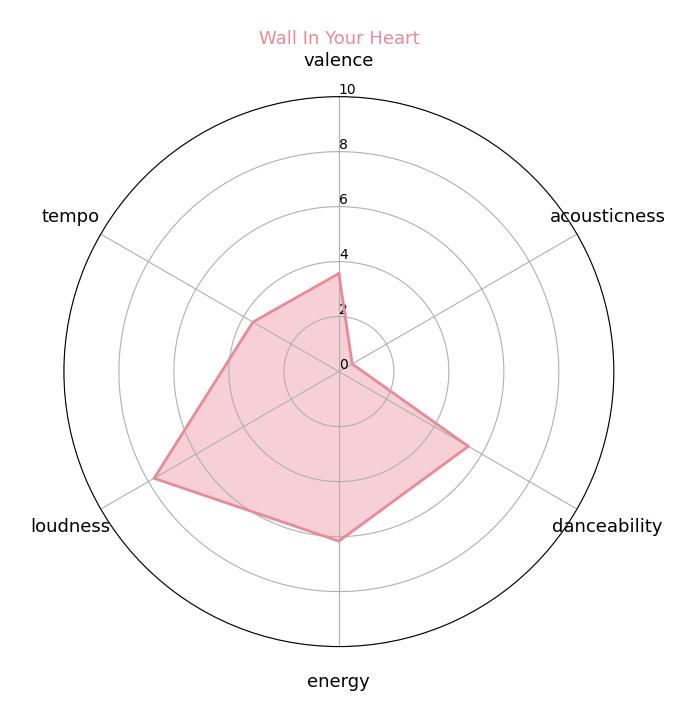 Wall In Your Heart
valence
10
8
6
4
2
0
tempo
acousticness
loudness
danceability
energy